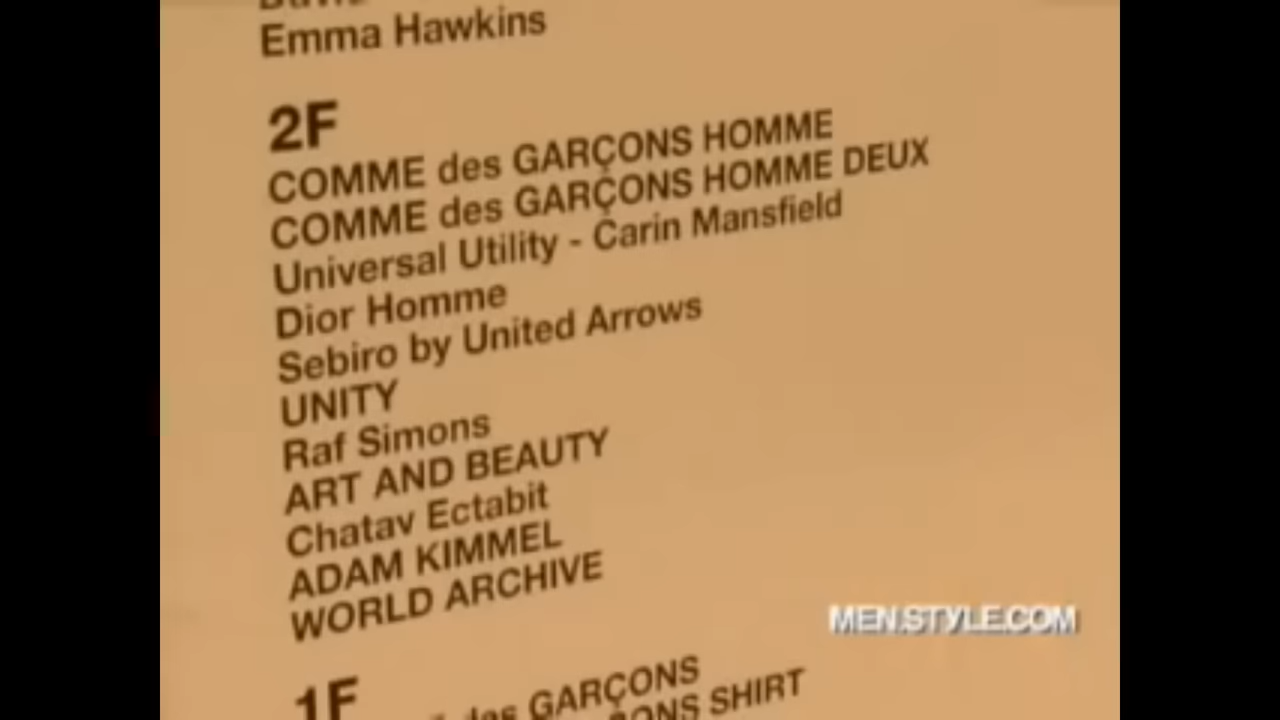 Emma Hawkins
2F
COMME des GARÇONS HOMME
COMME des GARÇONS HOMME DEUX
Universal Utility - Carin Mansfield
Dior Homme
Sebiro by United Arrows
UNITY
Raf Simons
ART AND BEAUTY
Chatav Ectabit
ADAM KIMMEL
WORLD ARCHIVE
MEN.STYLE.COM
1F
des GARÇONS
SHIRT